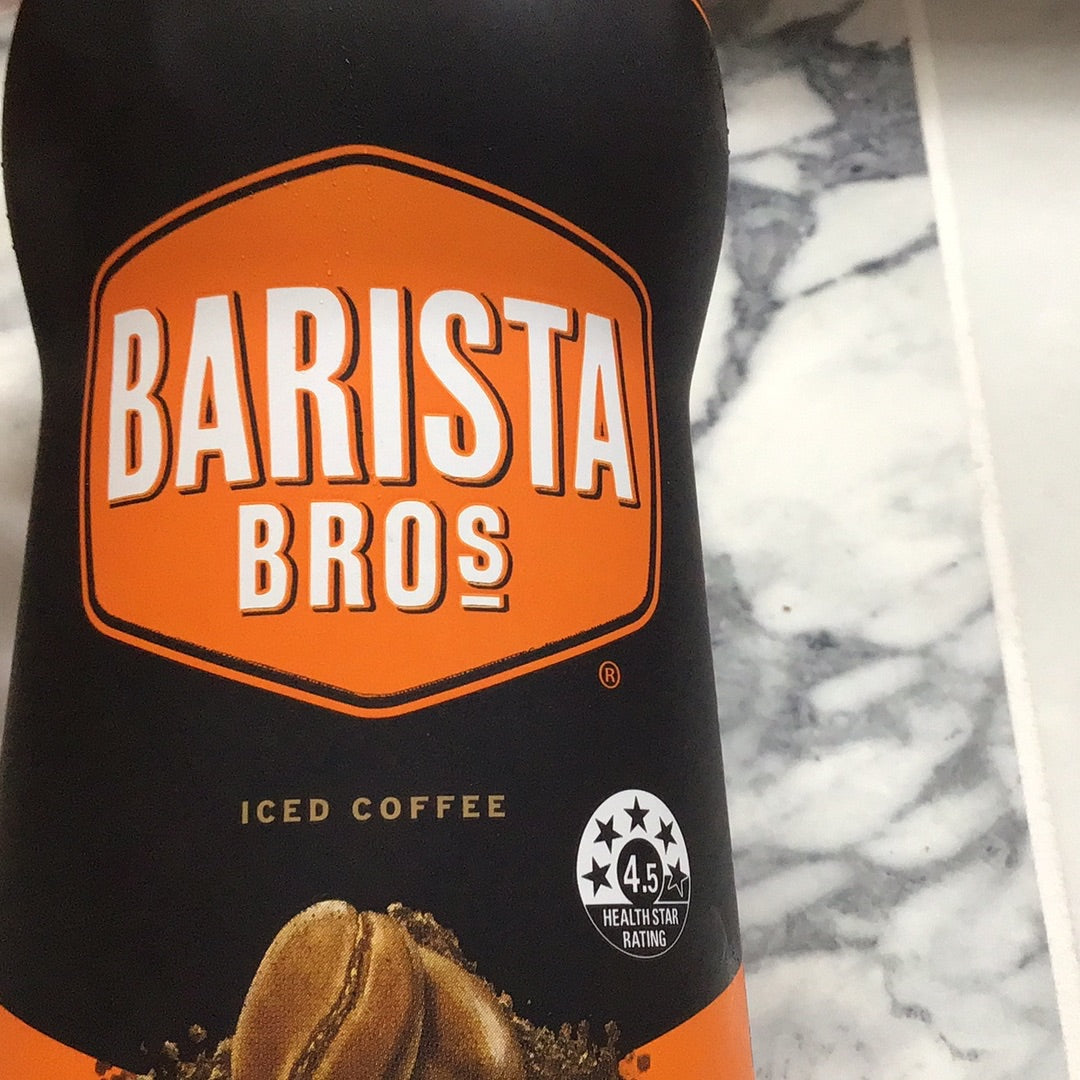 BARISTA
BROS
®
ICED COFFEE
4.5
HEALTH STAR
RATING